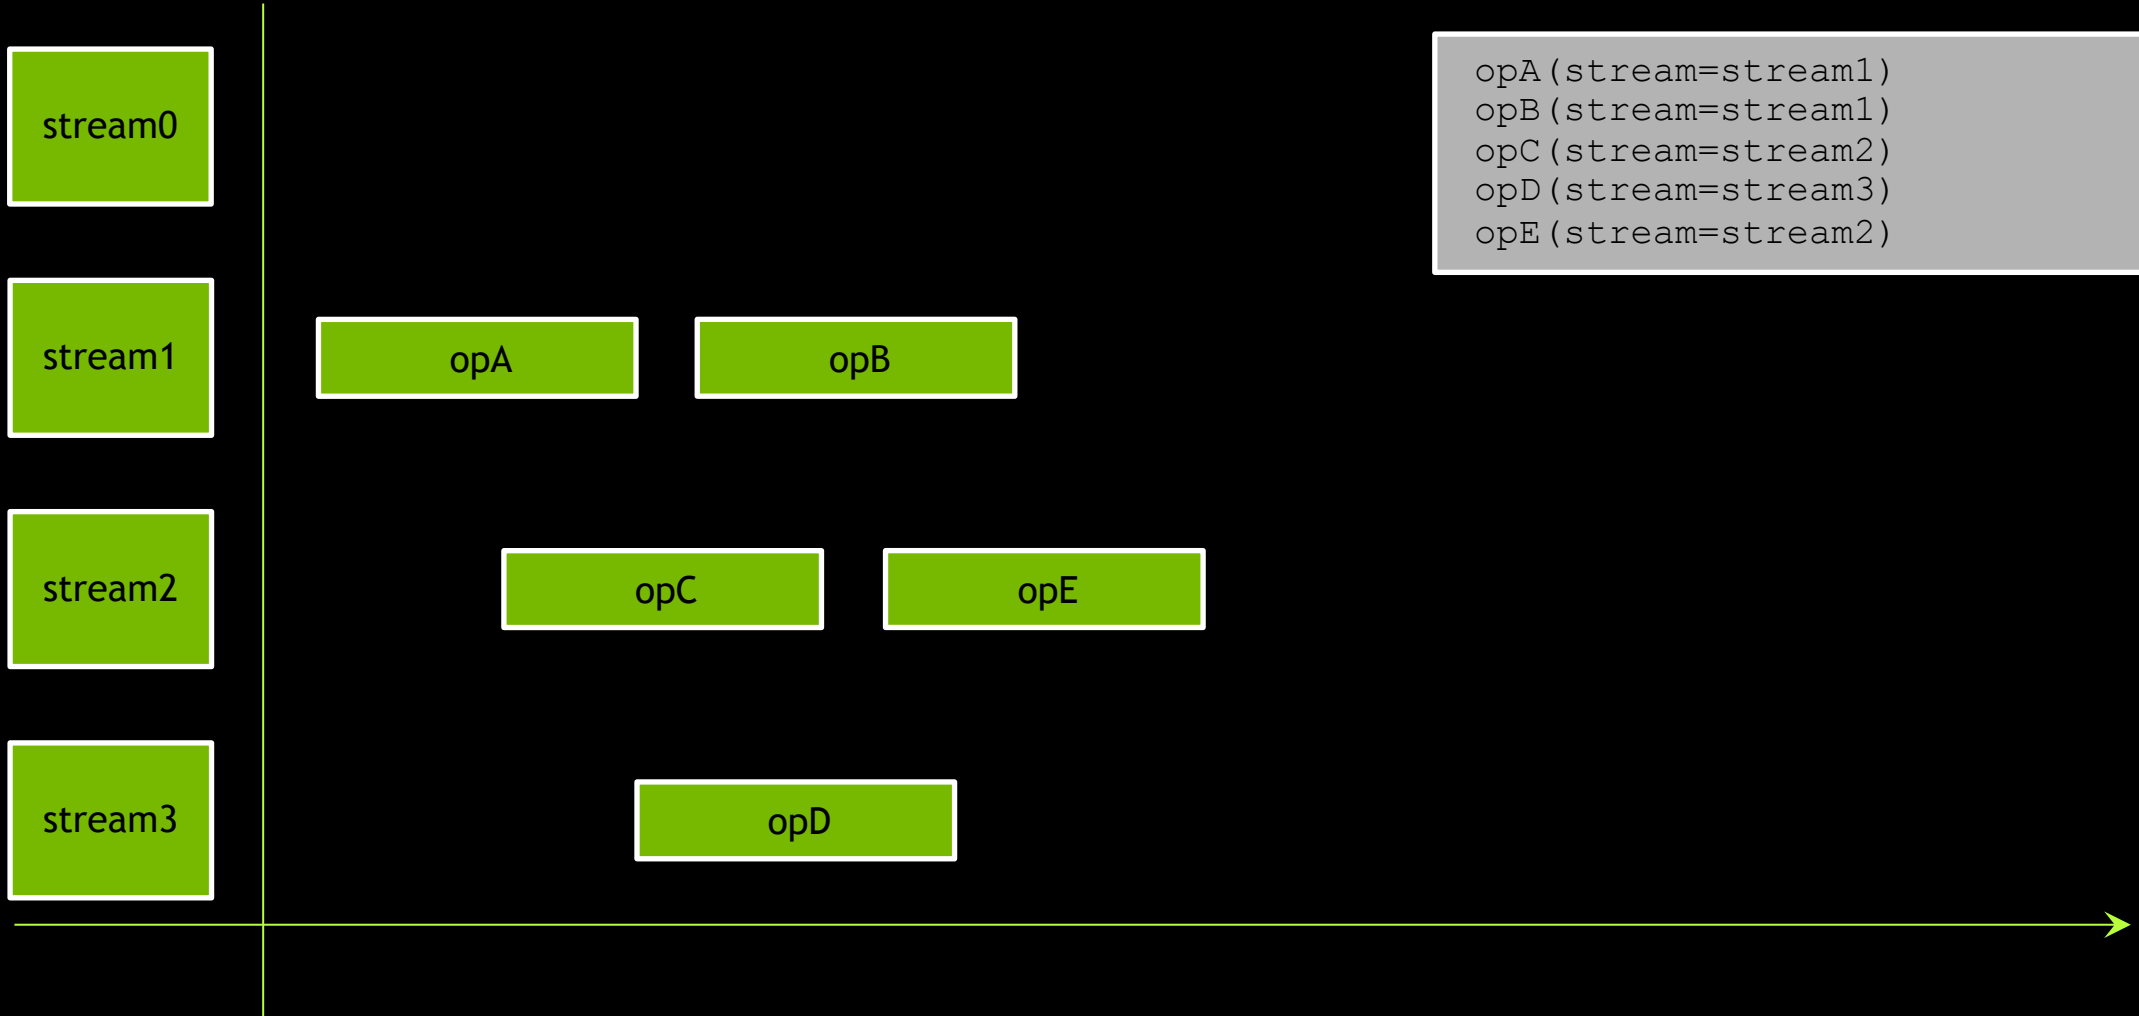 stream0
opA(stream=stream1)
opB(stream=stream1)
opC(stream=stream2)
opD(stream=stream3)
opE(stream=stream2)
stream1
opA
opB
stream2
opC
opE
stream3
opD